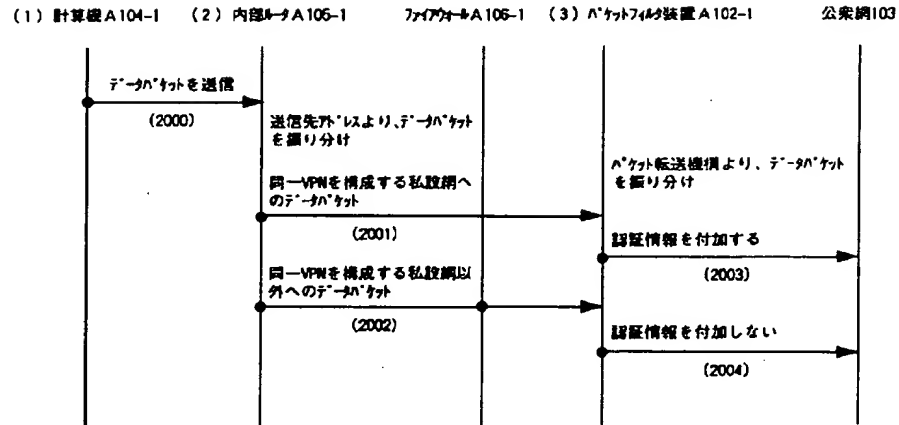 (1) 計算機A104-1 (2) 内部ルータA105-1 ファイアウォールA106-1 (3) パケットフィルタ装置A102-1 公衆網103
データパケットを送信
(2000)
送信先アドレスより、データパケット
を振り分け
パケット転送機構より、データパケット
を振り分け
同一VPNを構成する私設網へ
のデータパケット
(2001)
認証情報を付加する
(2003)
同一VPNを構成する私設網以
外へのデータパケット
(2002)
認証情報を付加しない
(2004)